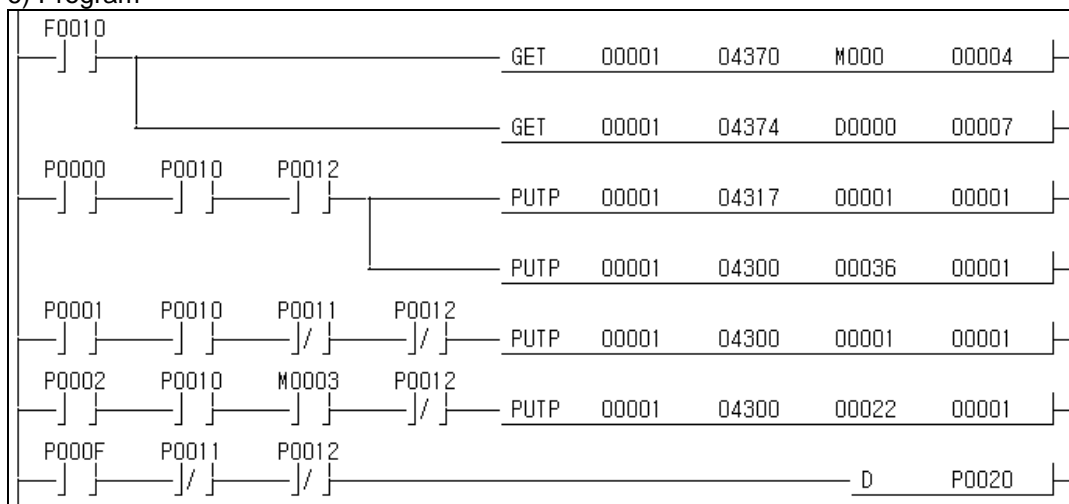 F0010
GET 00001 04370 M000 00004
GET 00001 04374 D0000 00007
P0000 P0010 P0012
PUTP 00001 04317 00001 00001
PUTP 00001 04300 00036 00001
P0001 P0010 P0011 P0012
PUTP 00001 04300 00001 00001
P0002 P0010 M0003 P0012
PUTP 00001 04300 00022 00001
P000F P0011 P0012
D P0020